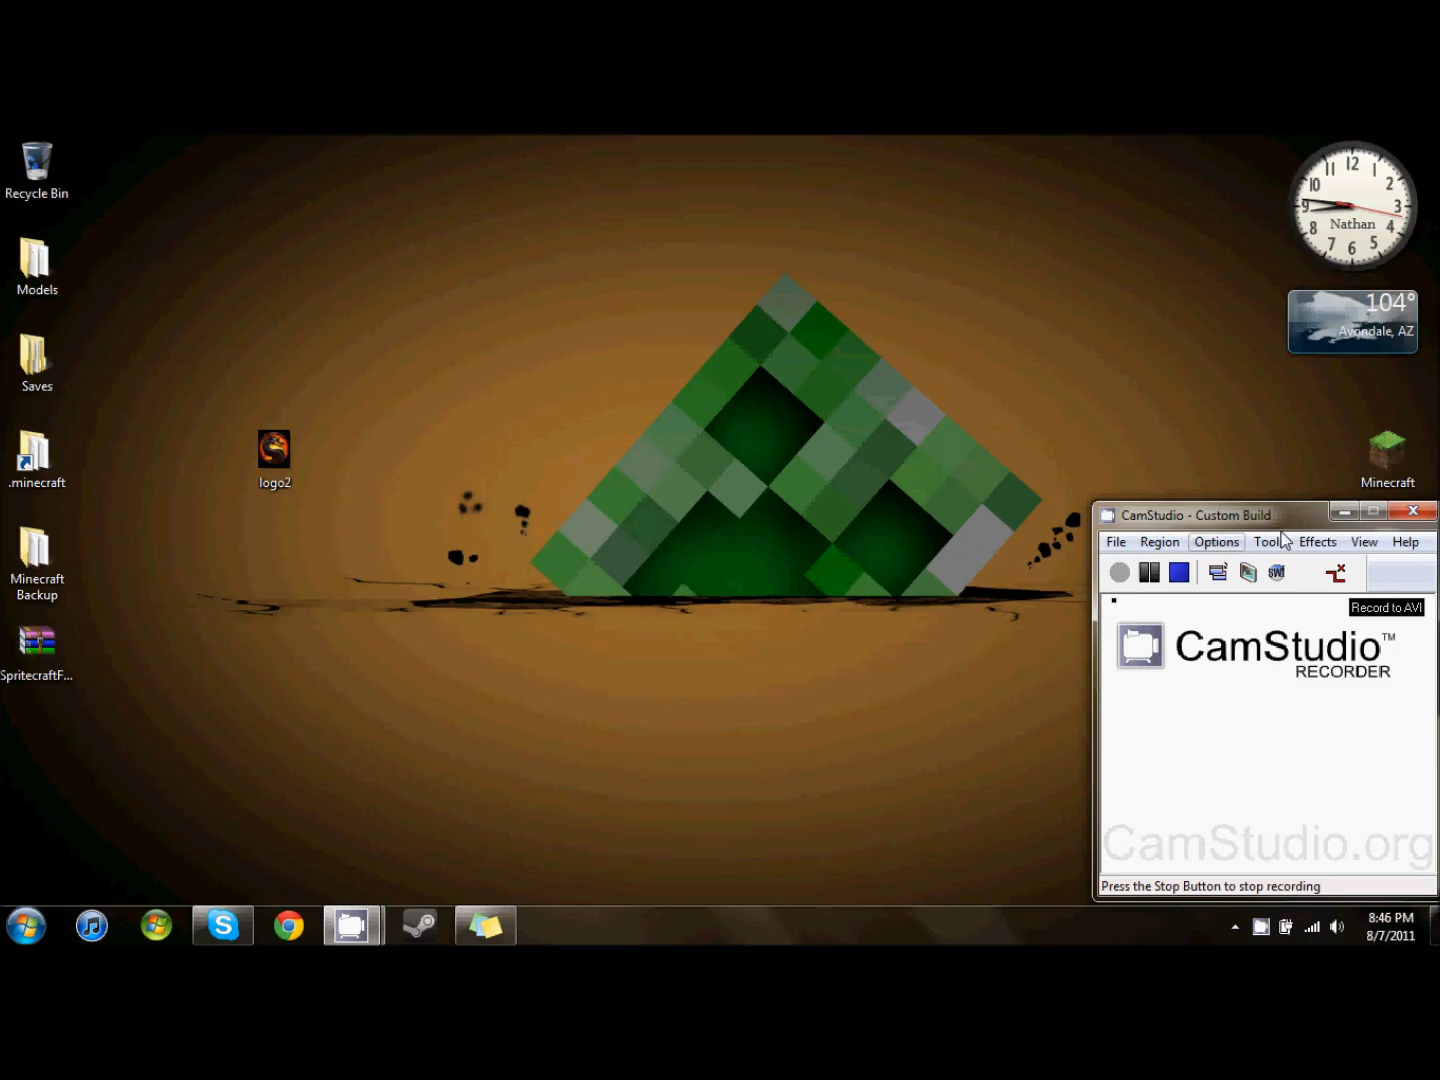 Recycle Bin
Models
Saves
.minecraft
Minecraft
Backup
SpritecraftF...
logo2
12
11 1
10 2
9 3
8 4
7 5
6
Nathan
104°
Avondale, AZ
Minecraft
CamStudio - Custom Build
File Region Options Tools Effects View Help
swf
Record to AVI
CamStudio™
RECORDER
CamStudio.org
Press the Stop Button to stop recording
8:46 PM
8/7/2011